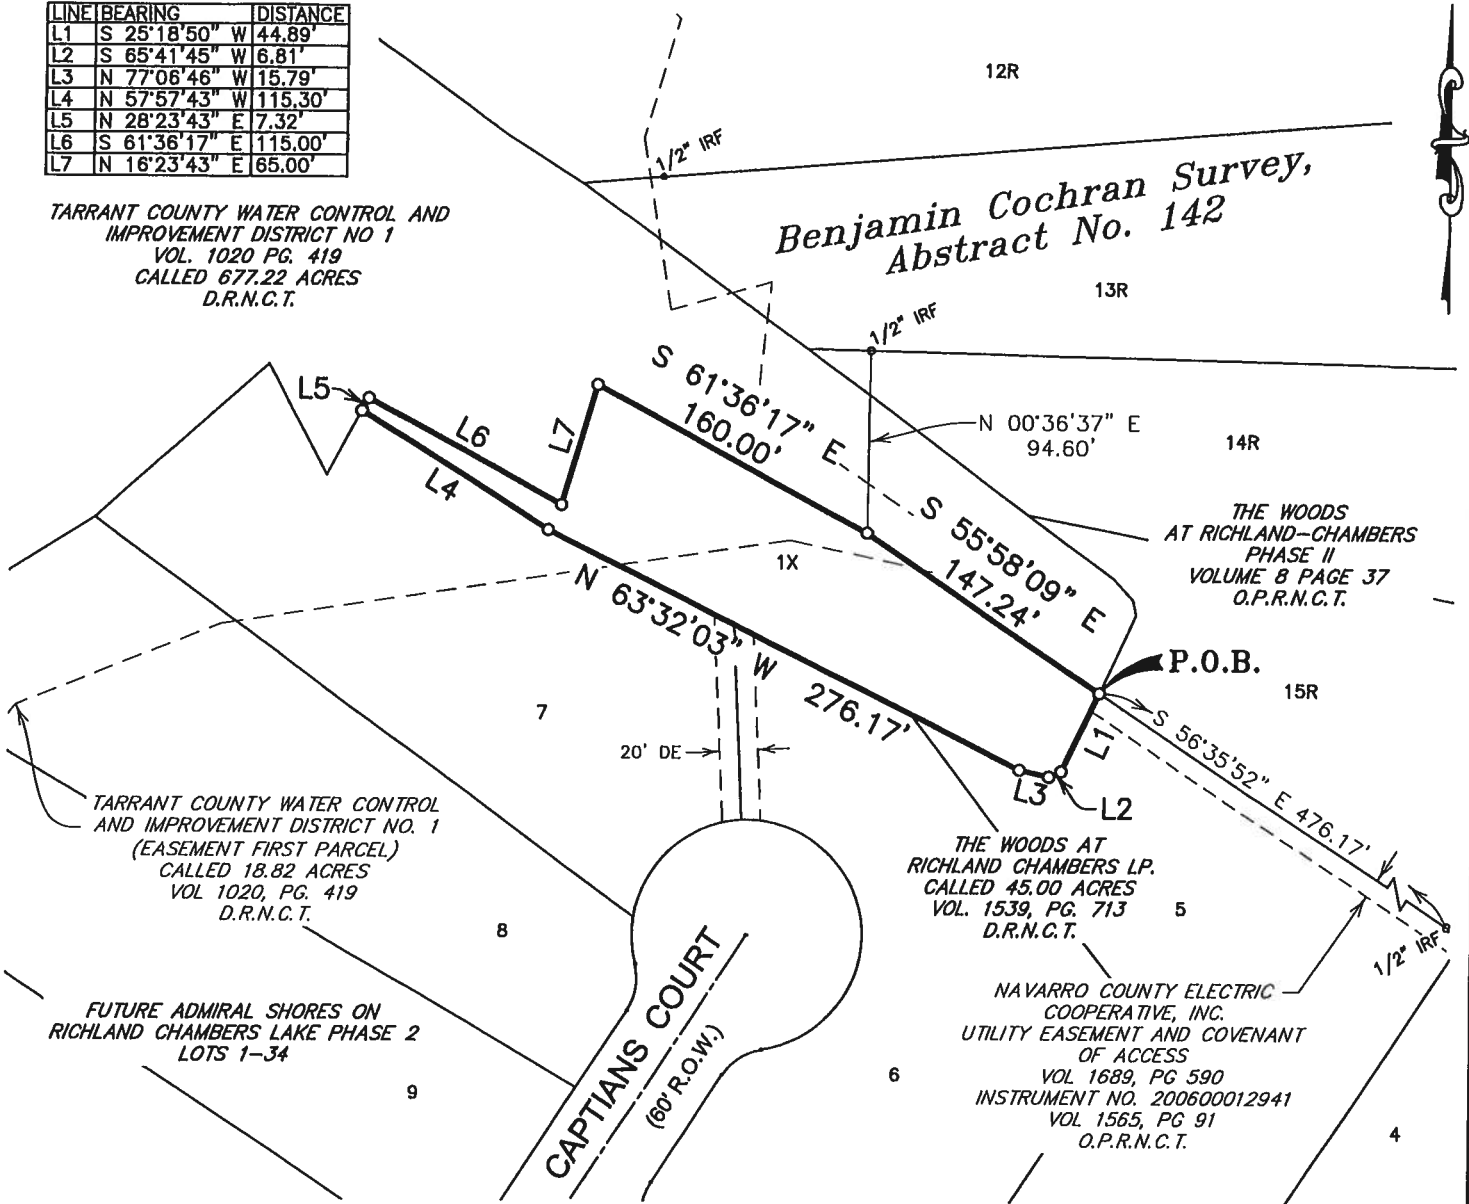 LINE BEARING DISTANCE
L1 S 25°18'50" W 44.89'
L2 S 65°41'45" W 6.81'
L3 N 77°06'46" W 15.79'
L4 N 57°57'43" W 115.30'
L5 N 28°23'43" E 7.32'
L6 S 61°36'17" E 115.00'
L7 N 16°23'43" E 65.00'
TARRANT COUNTY WATER CONTROL AND
IMPROVEMENT DISTRICT NO 1
VOL. 1020 PG. 419
CALLED 677.22 ACRES
D.R.N.C.T.
12R
1/2" IRF
Benjamin Cochran Survey,
Abstract No. 142
13R
1/2" IRF
S 61°36'17" E
160.00'
N 00°36'37" E
94.60'
14R
L5
L6
L7
L4
S 55°58'09" E
147.24'
THE WOODS
AT RICHLAND-CHAMBERS
PHASE II
VOLUME 8 PAGE 37
O.P.R.N.C.T.
1X
N 63°32'03" W 276.17'
P.O.B.
15R
7
20' DE
L1
L3
L2
S 56°35'52" E 476.17'
1/2" IRF
TARRANT COUNTY WATER CONTROL
AND IMPROVEMENT DISTRICT NO. 1
(EASEMENT FIRST PARCEL)
CALLED 18.82 ACRES
VOL 1020, PG. 419
D.R.N.C.T.
THE WOODS AT
RICHLAND CHAMBERS LP.
CALLED 45.00 ACRES
VOL. 1539, PG. 713
D.R.N.C.T.
5
8
NAVARRO COUNTY ELECTRIC
COOPERATIVE, INC.
UTILITY EASEMENT AND COVENANT
OF ACCESS
VOL 1689, PG 590
INSTRUMENT NO. 200600012941
VOL 1565, PG 91
O.P.R.N.C.T.
FUTURE ADMIRAL SHORES ON
RICHLAND CHAMBERS LAKE PHASE 2
LOTS 1-34
CAPTIANS COURT
(60' R.O.W.)
9
6
4